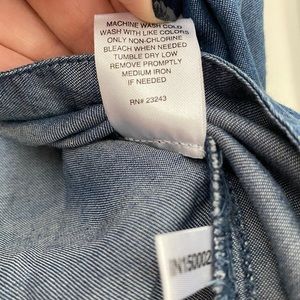 MACHINE WASH COLD
WASH WITH LIKE COLORS
ONLY NON-CHLORINE
BLEACH WHEN NEEDED
TUMBLE DRY LOW
REMOVE PROMPTLY
MEDIUM IRON
IF NEEDED
RN# 23243
IN150002